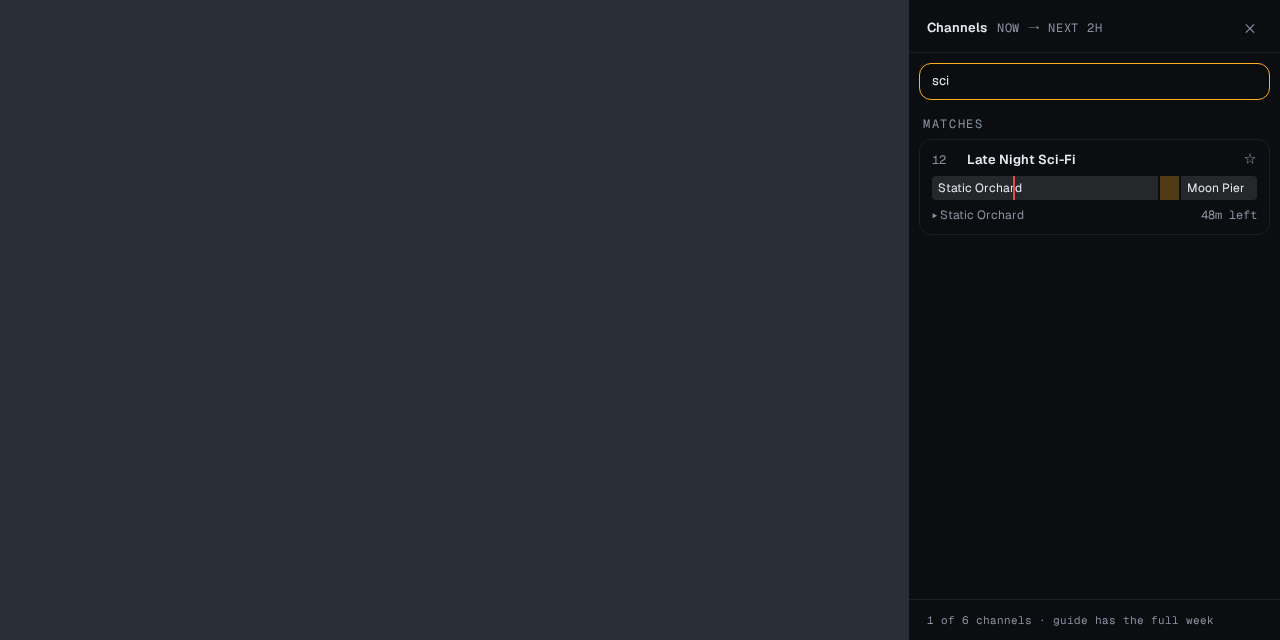 Channels NOW → NEXT 2H
sci
MATCHES
12 Late Night Sci-Fi
Static Orchard Moon Pier
▸ Static Orchard 48m left
1 of 6 channels · guide has the full week